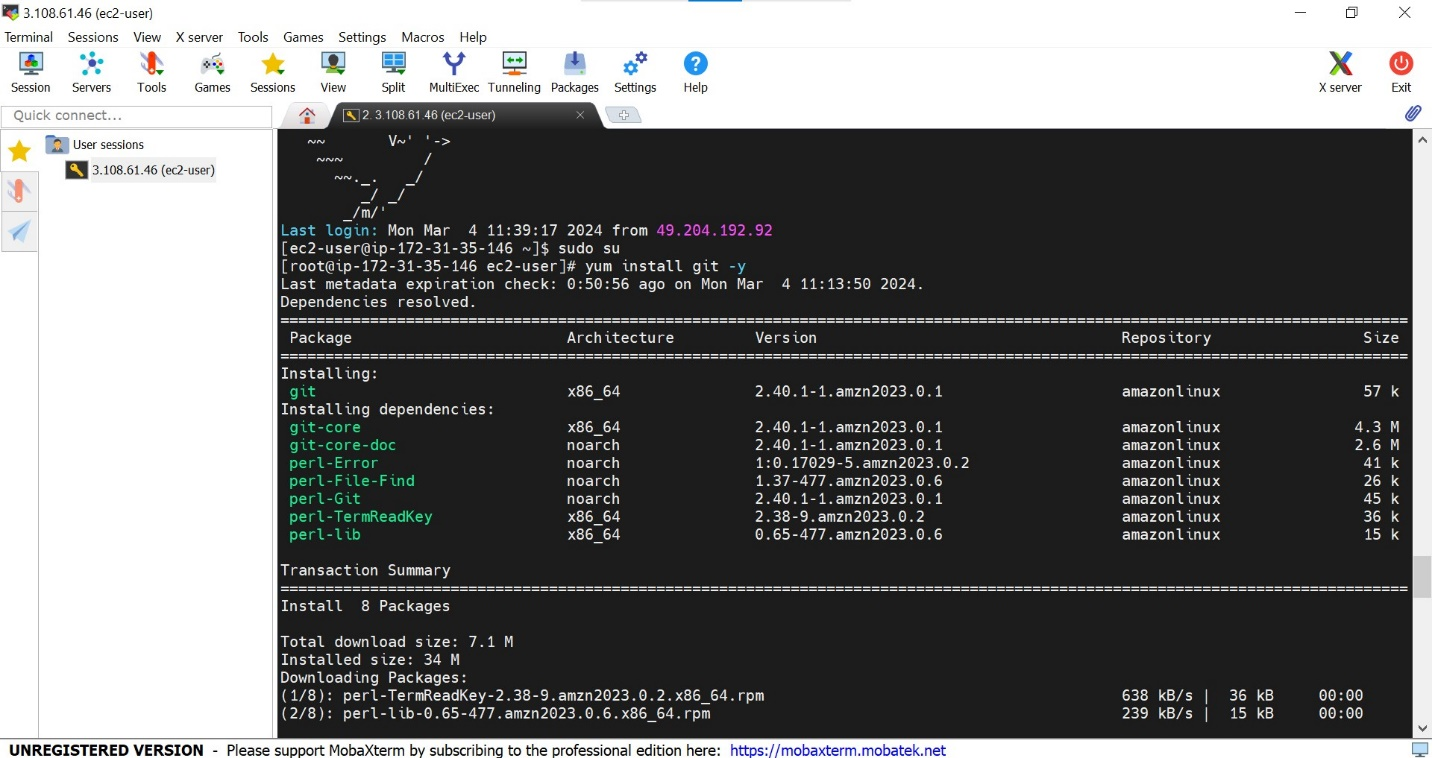 3.108.61.46 (ec2-user)
Terminal Sessions View X server Tools Games Settings Macros Help
Session Servers Tools Games Sessions View Split MultiExec Tunneling Packages Settings Help X server Exit
Quick connect...
2. 3.108.61.46 (ec2-user)
User sessions
3.108.61.46 (ec2-user)
~~ V~' '->
~~~ /
~~._. _/
_/ _/
_/m/'
Last login: Mon Mar  4 11:39:17 2024 from 49.204.192.92
[ec2-user@ip-172-31-35-146 ~]$ sudo su
[root@ip-172-31-35-146 ec2-user]# yum install git -y
Last metadata expiration check: 0:50:56 ago on Mon Mar  4 11:13:50 2024.
Dependencies resolved.
================================================================================
Package Architecture Version Repository Size
================================================================================
Installing:
git x86_64 2.40.1-1.amzn2023.0.1 amazonlinux 57 k
Installing dependencies:
git-core x86_64 2.40.1-1.amzn2023.0.1 amazonlinux 4.3 M
git-core-doc noarch 2.40.1-1.amzn2023.0.1 amazonlinux 2.6 M
perl-Error noarch 1:0.17029-5.amzn2023.0.2 amazonlinux 41 k
perl-File-Find noarch 1.37-477.amzn2023.0.6 amazonlinux 26 k
perl-Git noarch 2.40.1-1.amzn2023.0.1 amazonlinux 45 k
perl-TermReadKey x86_64 2.38-9.amzn2023.0.2 amazonlinux 36 k
perl-lib x86_64 0.65-477.amzn2023.0.6 amazonlinux 15 k
Transaction Summary
================================================================================
Install  8 Packages
Total download size: 7.1 M
Installed size: 34 M
Downloading Packages:
(1/8): perl-TermReadKey-2.38-9.amzn2023.0.2.x86_64.rpm 638 kB/s |  36 kB 00:00
(2/8): perl-lib-0.65-477.amzn2023.0.6.x86_64.rpm 239 kB/s |  15 kB 00:00
UNREGISTERED VERSION - Please support MobaXterm by subscribing to the professional edition here: https://mobaxterm.mobatek.net